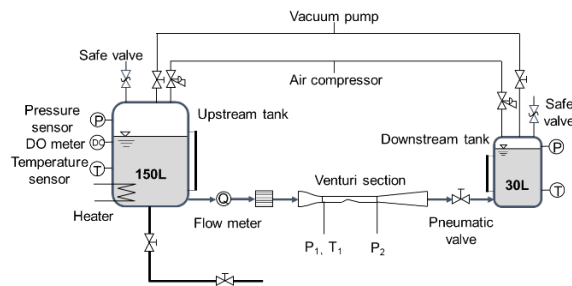 Vacuum pump
Safe valve
Air compressor
Safe
valve
Pressure
sensor
P
Upstream tank
DO meter
DO
Downstream tank
P
Temperature
sensor
T
150L
Venturi section
30L
T
Heater
Q
Flow meter
Pneumatic
valve
P1, T1
P2